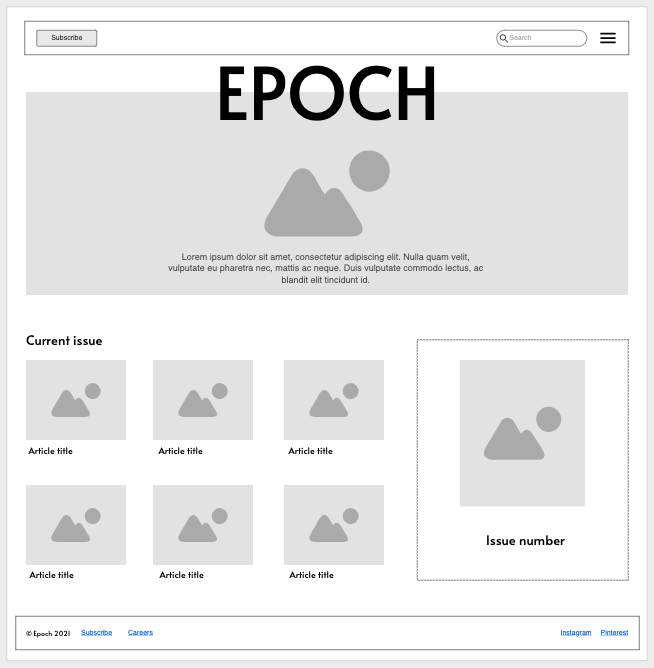 Subscribe
Search
EPOCH
Lorem ipsum dolor sit amet, consectetur adipiscing elit. Nulla quam velit,
vulputate eu pharetra nec, mattis ac neque. Duis vulputate commodo lectus, ac
blandit elit tincidunt id.
Current issue
Article title
Article title
Article title
Article title
Article title
Article title
Issue number
© Epoch 2021
Subscribe
Careers
Instagram
Pinterest